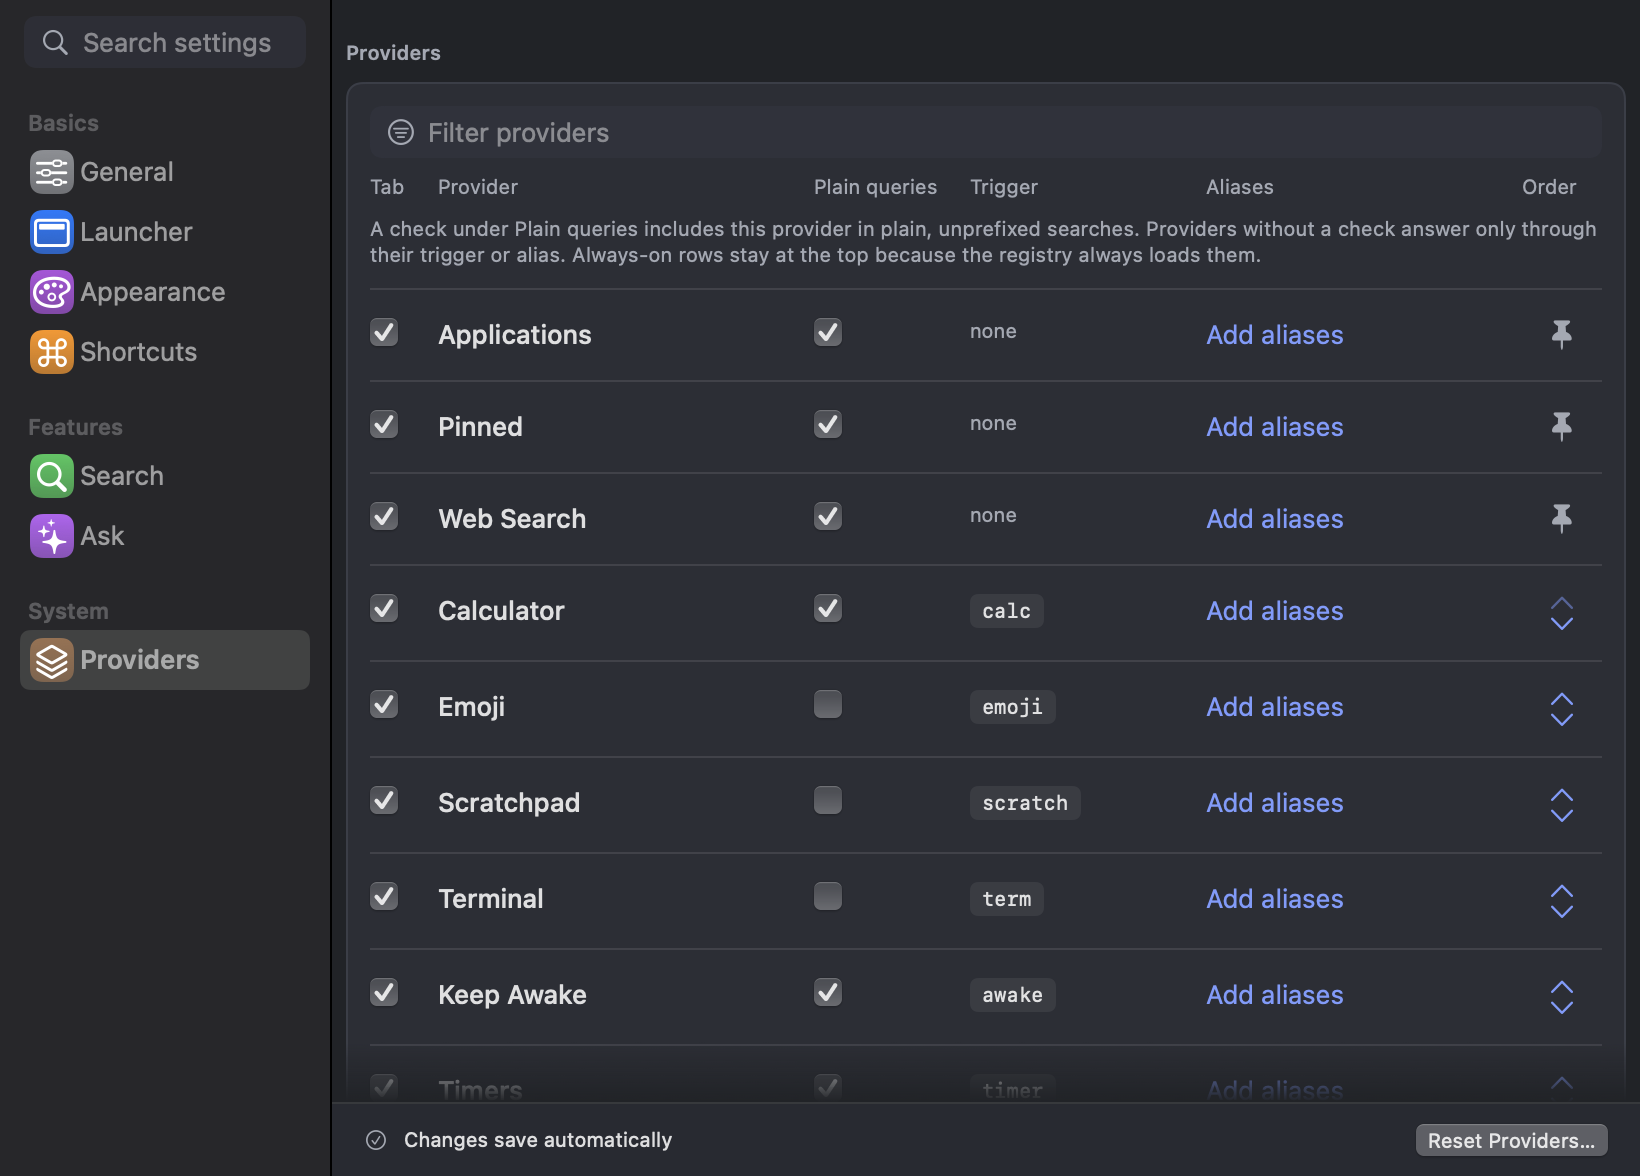 Search settings
Basics
General
Launcher
Appearance
Shortcuts
Features
Search
Ask
System
Providers
Providers
Filter providers
Tab Provider Plain queries Trigger Aliases Order
A check under Plain queries includes this provider in plain, unprefixed searches. Providers without a check answer only through
their trigger or alias. Always-on rows stay at the top because the registry always loads them.
Applications none Add aliases
Pinned none Add aliases
Web Search none Add aliases
Calculator calc Add aliases
Emoji emoji Add aliases
Scratchpad scratch Add aliases
Terminal term Add aliases
Keep Awake awake Add aliases
Timers timer Add aliases
Changes save automatically
Reset Providers...